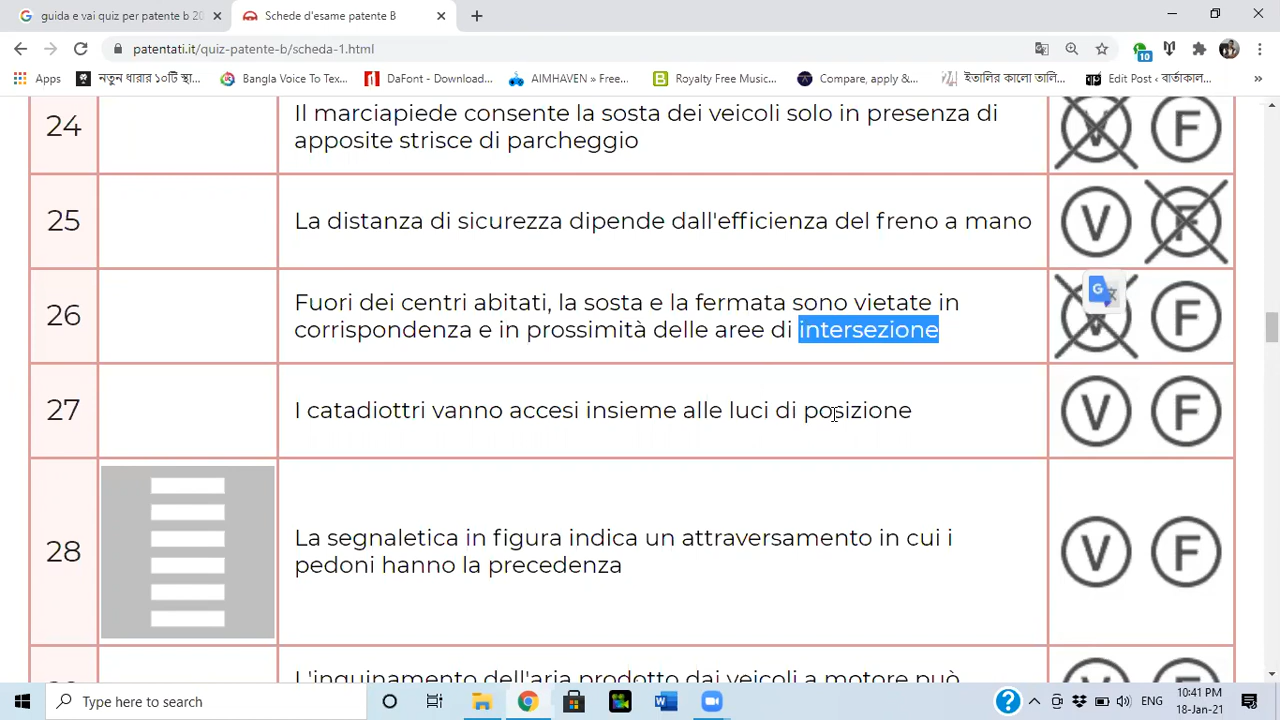 guida e vai quiz per patente b 20
Schede d'esame patente B
patentati.it/quiz-patente-b/scheda-1.html
10
Apps
নতুন ধারার ১০টি স্থা...
Bangla Voice To Tex...
DaFont - Download...
AIMHAVEN » Free...
Royalty Free Music...
Compare, apply &...
ইতালির কালো তালি...
Edit Post ‹ বার্তাকাল...
»
24
Il marciapiede consente la sosta dei veicoli solo in presenza di
apposite strisce di parcheggio
V F
25
La distanza di sicurezza dipende dall'efficienza del freno a mano
V F
26
Fuori dei centri abitati, la sosta e la fermata sono vietate in
corrispondenza e in prossimità delle aree di intersezione
V F
27
I catadiottri vanno accesi insieme alle luci di posizione
V F
28
La segnaletica in figura indica un attraversamento in cui i
pedoni hanno la precedenza
V F
L'inquinamento dell'aria prodotto dai veicoli a motore può
Type here to search
ENG
10:41 PM
18-Jan-21